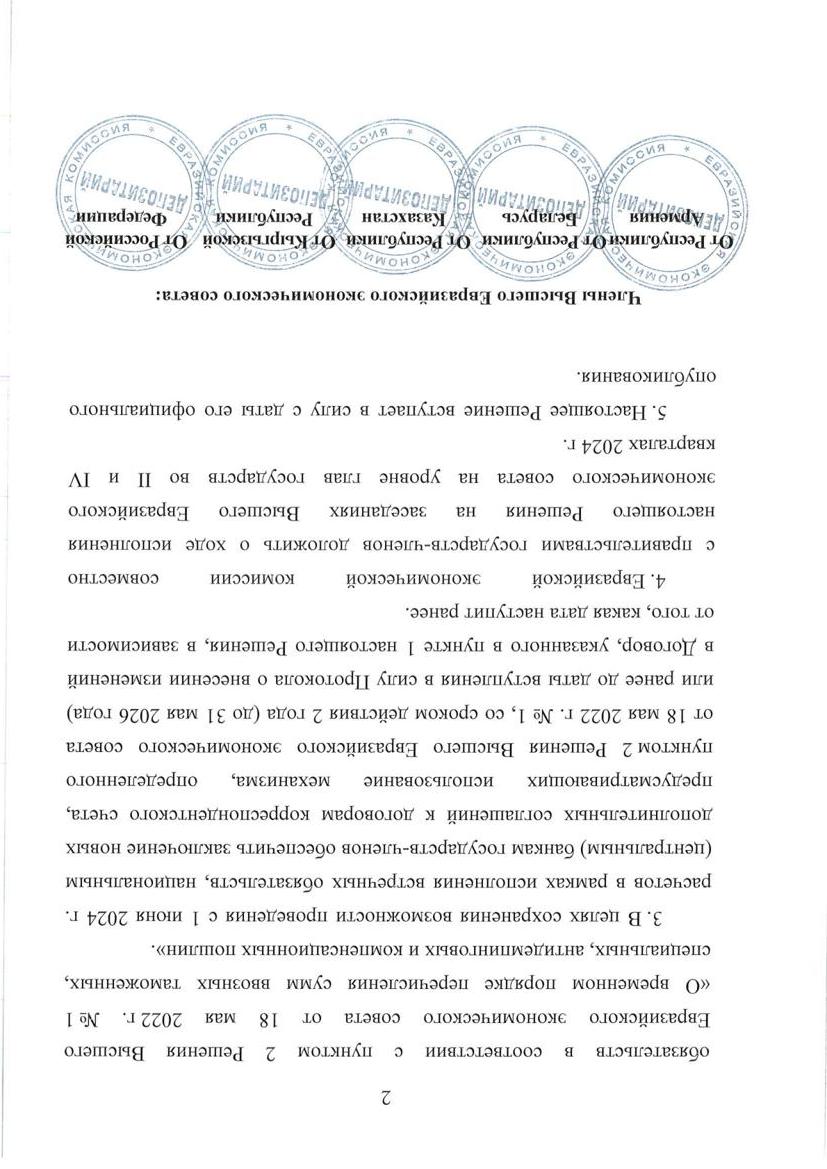 2
обязательств в соответствии с пунктом 2 Решения Высшего
Евразийского экономического совета от 18 мая 2022 г. № 1
«О временном порядке перечисления сумм ввозных таможенных,
специальных, антидемпинговых и компенсационных пошлин».
3. В целях сохранения возможности проведения с 1 июня 2024 г.
расчетов в рамках исполнения встречных обязательств, национальным
(центральным) банкам государств-членов обеспечить заключение новых
дополнительных соглашений к договорам корреспондентского счета,
предусматривающих использование механизма, определенного
пунктом 2 Решения Высшего Евразийского экономического совета
от 18 мая 2022 г. № 1, со сроком действия 2 года (до 31 мая 2026 года)
или ранее до даты вступления в силу Протокола о внесении изменений
в Договор, указанного в пункте 1 настоящего Решения, в зависимости
от того, какая дата наступит ранее.
4. Евразийской экономической комиссии совместно
с правительствами государств-членов доложить о ходе исполнения
настоящего Решения на заседаниях Высшего Евразийского
экономического совета на уровне глав государств во II и IV
кварталах 2024 г.
5. Настоящее Решение вступает в силу с даты его официального
опубликования.
Члены Высшего Евразийского экономического совета:
От Республики От Республики От Республики От Кыргызской От Российской
Армения Беларусь Казахстан Республики Федерации
ДЕПОЗИТАРИЙ ДЕПОЗИТАРИЙ ДЕПОЗИТАРИЙ ДЕПОЗИТАРИЙ ДЕПОЗИТАРИЙ
ЕВРАЗИЙСКАЯ ЭКОНОМИЧЕСКАЯ КОМИССИЯ
ЕВРАЗИЙСКАЯ ЭКОНОМИЧЕСКАЯ КОМИССИЯ
ЕВРАЗИЙСКАЯ ЭКОНОМИЧЕСКАЯ КОМИССИЯ
ЕВРАЗИЙСКАЯ ЭКОНОМИЧЕСКАЯ КОМИССИЯ
ЕВРАЗИЙСКАЯ ЭКОНОМИЧЕСКАЯ КОМИССИЯ